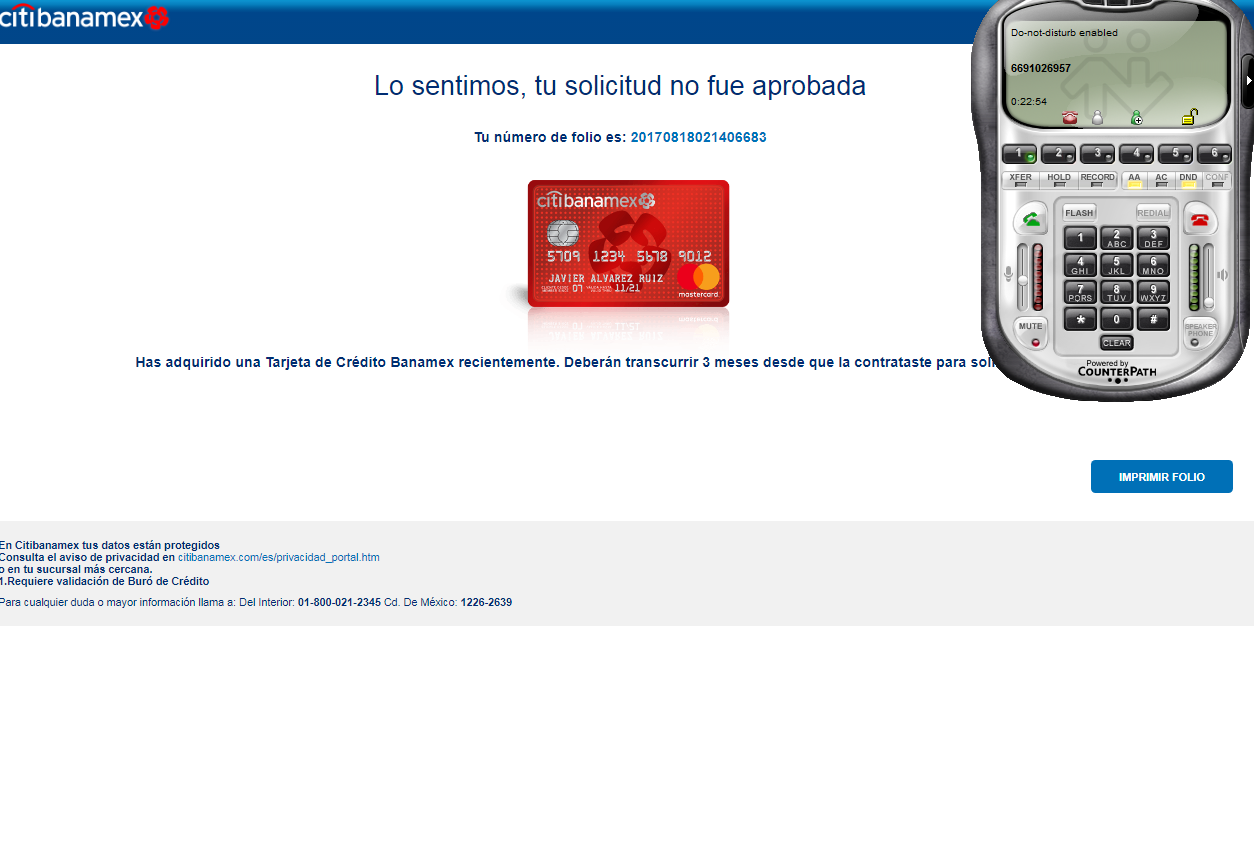 citibanamex
Lo sentimos, tu solicitud no fue aprobada
Tu número de folio es: 20170818021406683
citibanamex
5709 1234 5678 9012
JAVIER ALVAREZ RUIZ
07 11/21
mastercard.
Has adquirido una Tarjeta de Crédito Banamex recientemente. Deberán transcurrir 3 meses desde que la contrataste para
IMPRIMIR FOLIO
En Citibanamex tus datos están protegidos
Consulta el aviso de privacidad en citibanamex.com/es/privacidad_portal.htm
o en tu sucursal más cercana.
1.Requiere validación de Buró de Crédito
Para cualquier duda o mayor información llama a: Del Interior: 01-800-021-2345 Cd. De México: 1226-2639
Do-not-disturb enabled
6691026957
0:22:54
1 2 3 4 5 6
XFER HOLD RECORD AA AC DND CONF
FLASH REDIAL
1 2 ABC 3 DEF
4 GHI 5 JKL 6 MNO
7 PQRS 8 TUV 9 WXYZ
* 0 #
MUTE SPEAKER PHONE
CLEAR
Powered by
COUNTERPATH